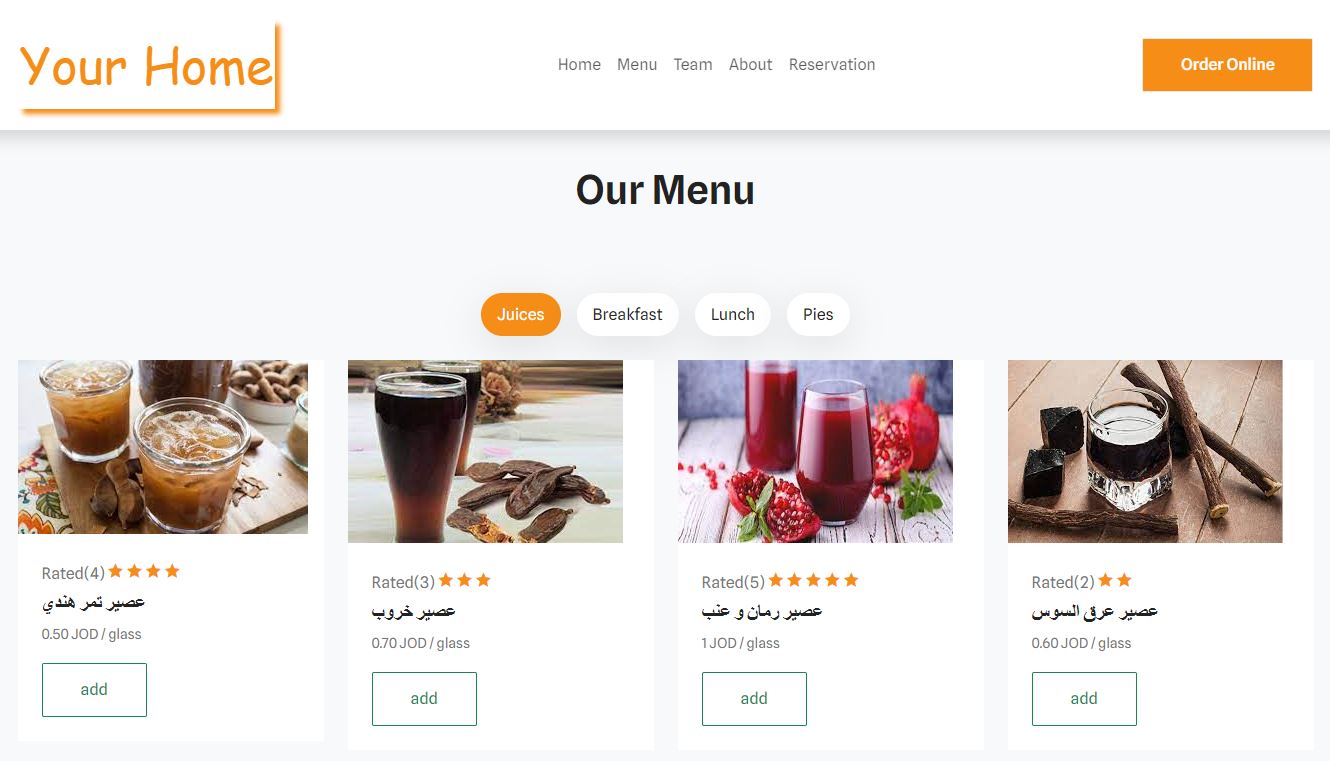 Your Home
Home Menu Team About Reservation
Order Online
Our Menu
Juices Breakfast Lunch Pies
Rated(4)
عصير تمر هندي
0.50 JOD / glass
add
Rated(3)
عصير خروب
0.70 JOD / glass
add
Rated(5)
عصير رمان و عنب
1 JOD / glass
add
Rated(2)
عصير عرق السوس
0.60 JOD / glass
add